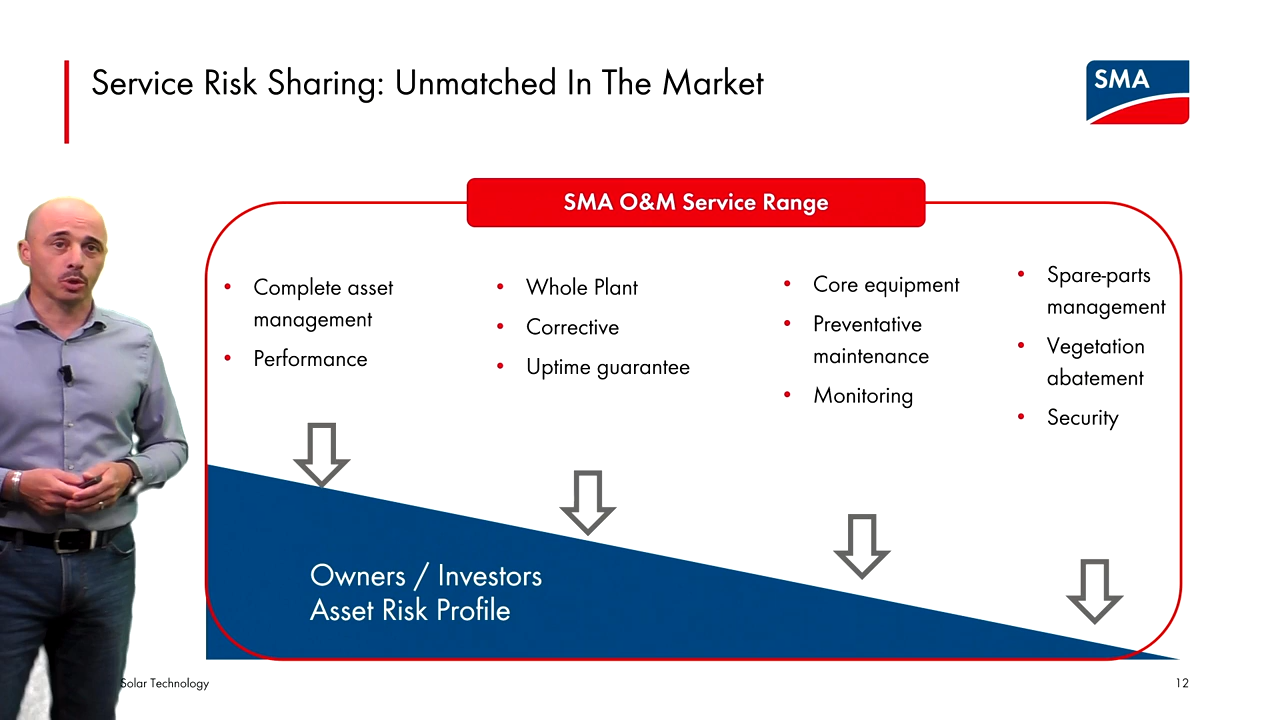 Service Risk Sharing: Unmatched In The Market
SMA
SMA O&M Service Range
• Complete asset
management
• Performance
• Whole Plant
• Corrective
• Uptime guarantee
• Core equipment
• Preventative
maintenance
• Monitoring
• Spare-parts
management
• Vegetation
abatement
• Security
Owners / Investors
Asset Risk Profile
Solar Technology
12